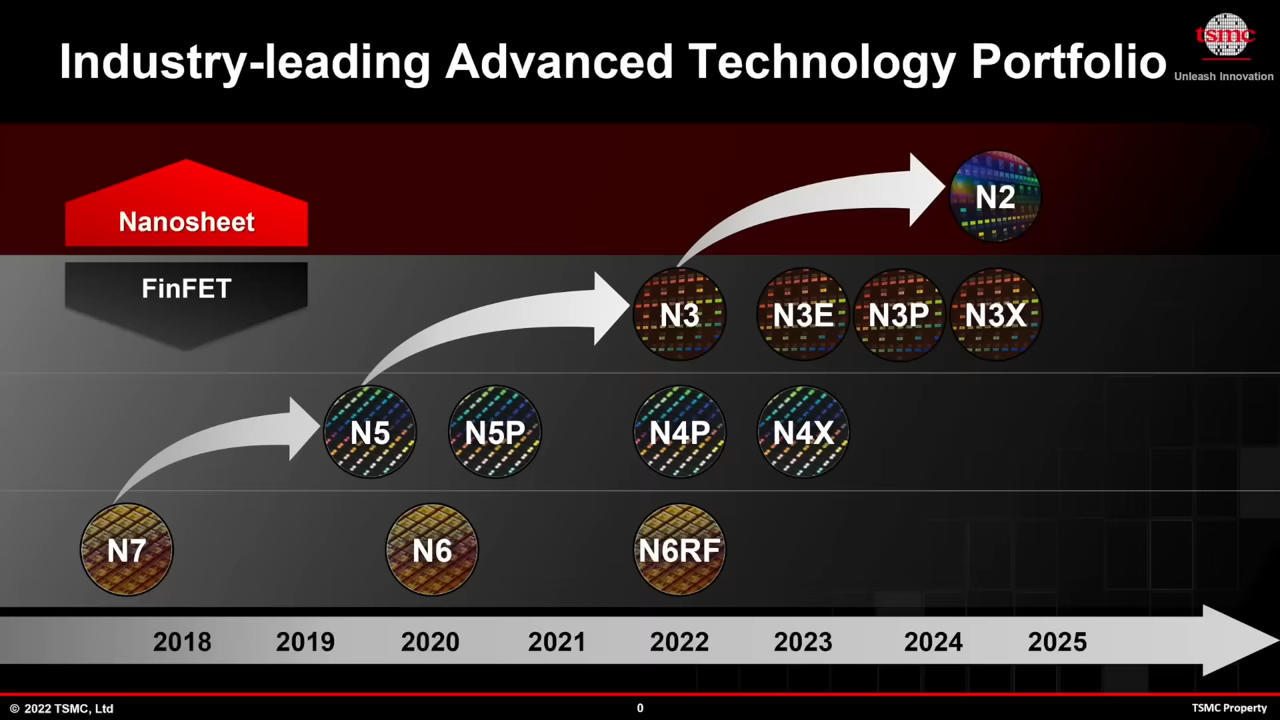 Industry-leading Advanced Technology Portfolio
tsmc
Unleash Innovation
Nanosheet
FinFET
N2
N3
N3E
N3P
N3X
N5
N5P
N4P
N4X
N7
N6
N6RF
2018
2019
2020
2021
2022
2023
2024
2025
© 2022 TSMC, Ltd
0
TSMC Property